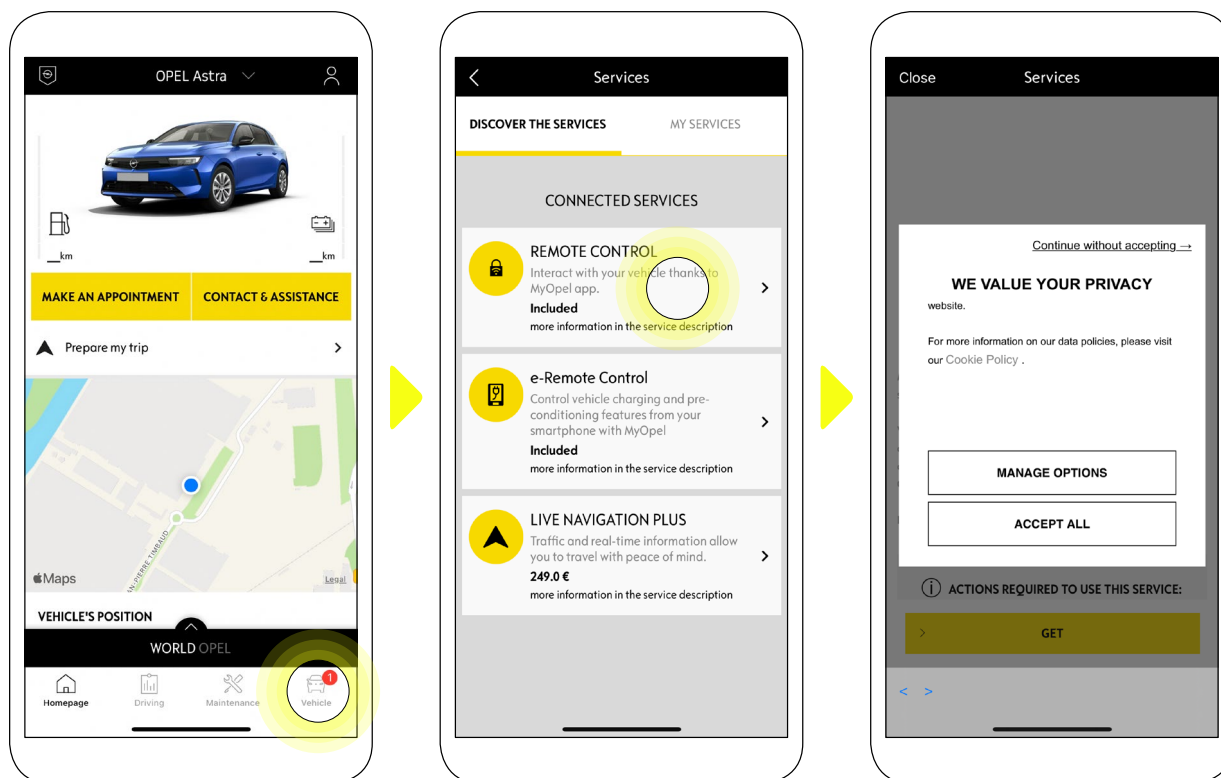 OPEL Astra
km
km
MAKE AN APPOINTMENT
CONTACT & ASSISTANCE
Prepare my trip
AN-PIERRE TIMBAUD
Maps
Legal
VEHICLE'S POSITION
WORLD OPEL
1
Homepage
Driving
Maintenance
Vehicle
Services
DISCOVER THE SERVICES
MY SERVICES
CONNECTED SERVICES
REMOTE CONTROL
Interact with your vehicle thanks to
MyOpel app.
Included
more information in the service description
e-Remote Control
Control vehicle charging and pre-
conditioning features from your
smartphone with MyOpel
Included
more information in the service description
LIVE NAVIGATION PLUS
Traffic and real-time information allow
you to travel with peace of mind.
249.0 €
more information in the service description
Close
Services
Continue without accepting →
WE VALUE YOUR PRIVACY
website.
For more information on our data policies, please visit
our Cookie Policy .
MANAGE OPTIONS
ACCEPT ALL
ACTIONS REQUIRED TO USE THIS SERVICE:
> GET
< >